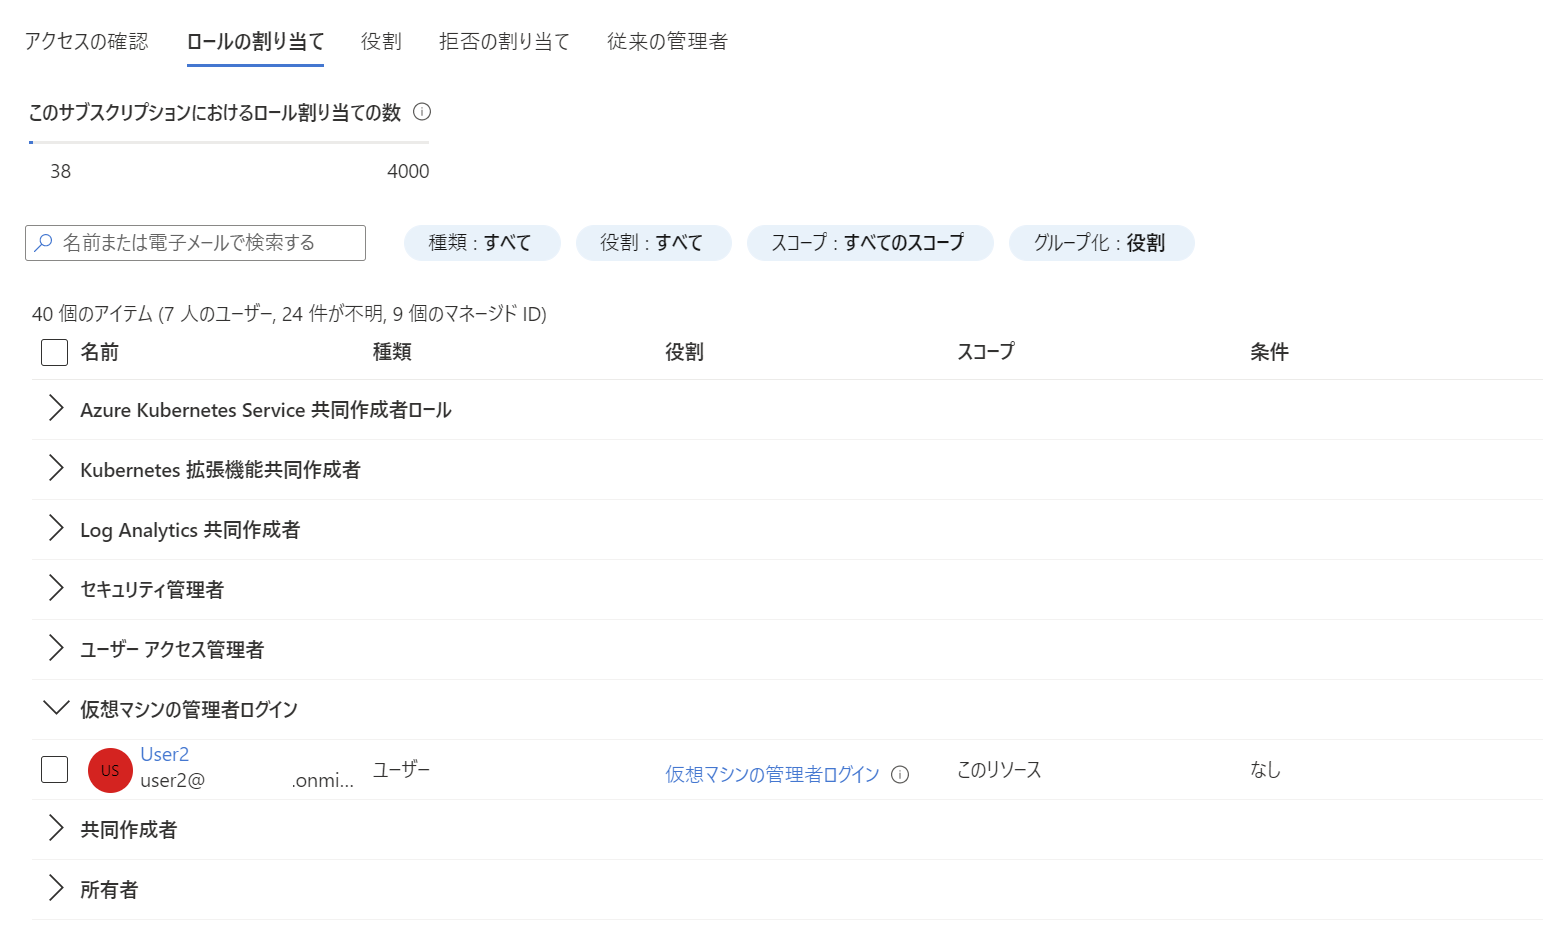 アクセスの確認 ロールの割り当て 役割 拒否の割り当て 従来の管理者
このサブスクリプションにおけるロール割り当ての数
38 4000
名前または電子メールで検索する 種類 : すべて 役割 : すべて スコープ : すべてのスコープ グループ化 : 役割
40 個のアイテム (7 人のユーザー, 24 件が不明, 9 個のマネージド ID)
名前 種類 役割 スコープ 条件
Azure Kubernetes Service 共同作成者ロール
Kubernetes 拡張機能共同作成者
Log Analytics 共同作成者
セキュリティ管理者
ユーザー アクセス管理者
仮想マシンの管理者ログイン
US User2 ユーザー 仮想マシンの管理者ログイン このリソース なし
user2@ .onmi...
共同作成者
所有者